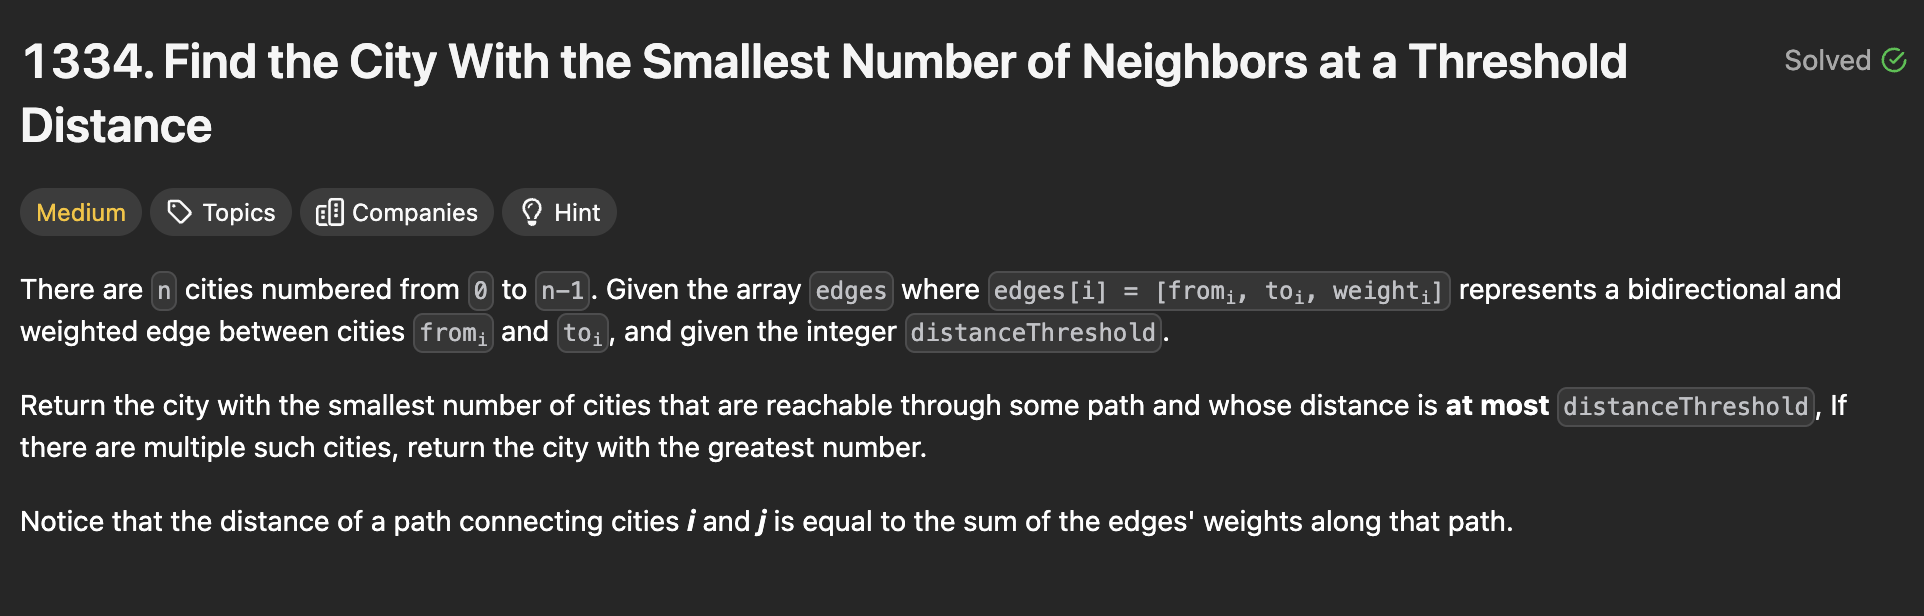 1334. Find the City With the Smallest Number of Neighbors at a Threshold
Distance
Solved
Medium
Topics
Companies
Hint
There are n cities numbered from 0 to n-1. Given the array edges where edges[i] = [fromᵢ, toᵢ, weightᵢ] represents a bidirectional and
weighted edge between cities fromᵢ and toᵢ, and given the integer distanceThreshold.
Return the city with the smallest number of cities that are reachable through some path and whose distance is at most distanceThreshold, If
there are multiple such cities, return the city with the greatest number.
Notice that the distance of a path connecting cities i and j is equal to the sum of the edges' weights along that path.